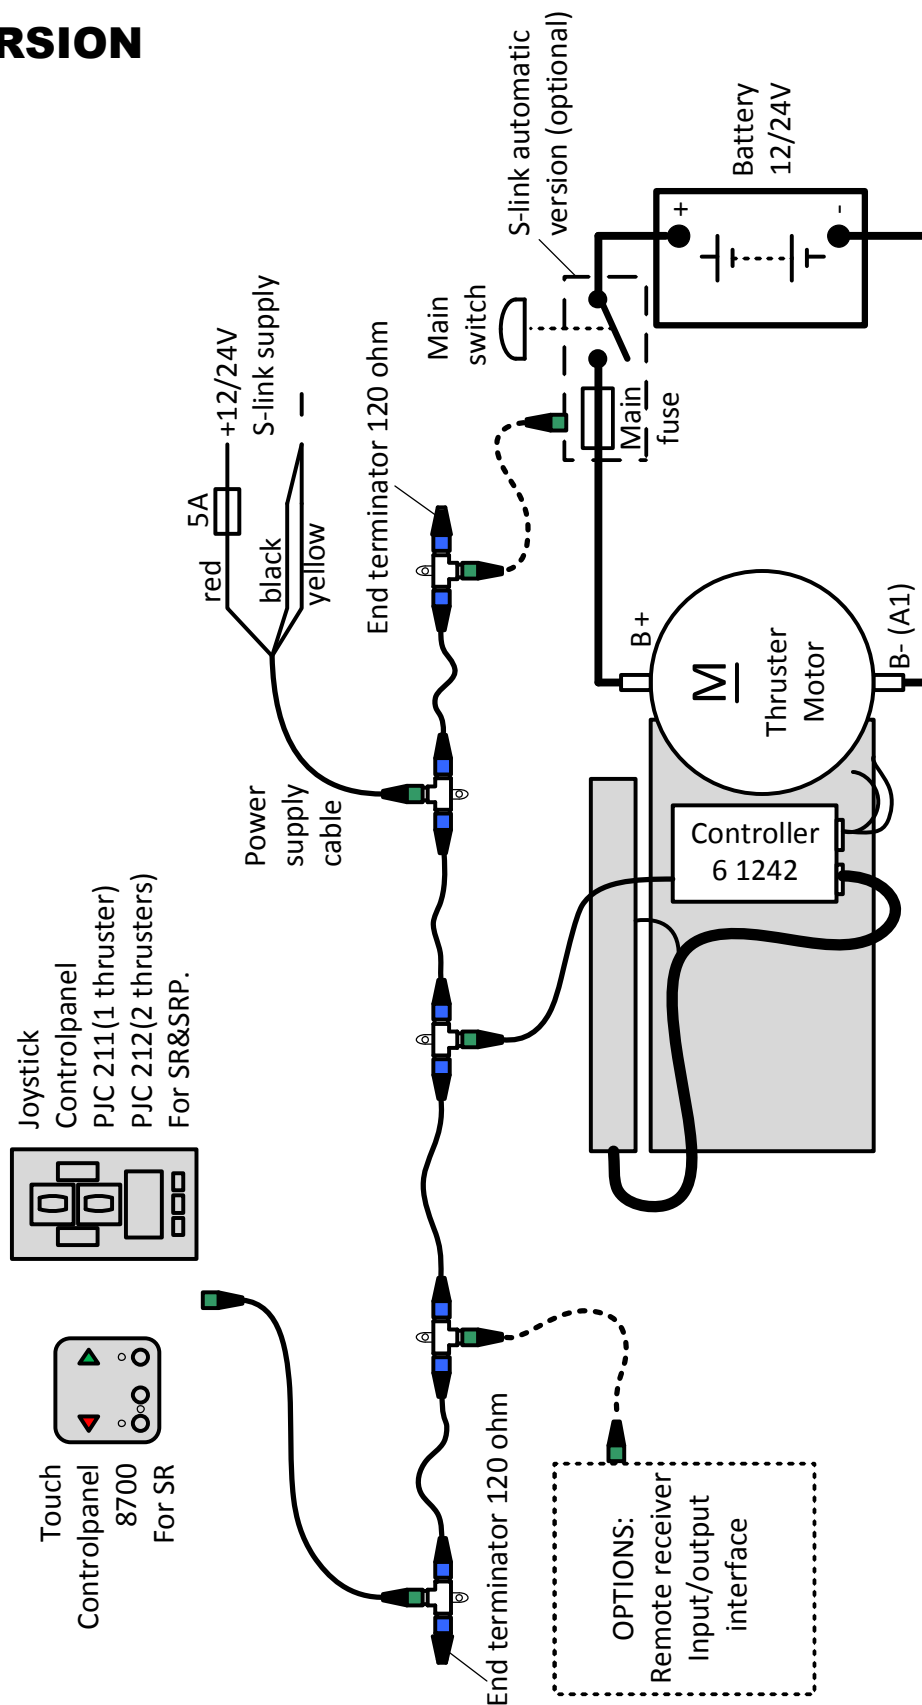 RSION
Touch
Controlpanel
8700
For SR
Joystick
Controlpanel
PJC 211(1 thruster)
PJC 212(2 thrusters)
For SR&SRP.
Power
supply
cable
red
5A
+12/24V
black
yellow
S-link supply
End terminator 120 ohm
End terminator 120 ohm
Main
switch
S-link automatic
version (optional)
Main
fuse
Battery
12/24V
+
-
B+
B- (A1)
M
Thruster
Motor
Controller
6 1242
OPTIONS:
Remote receiver
Input/output
interface